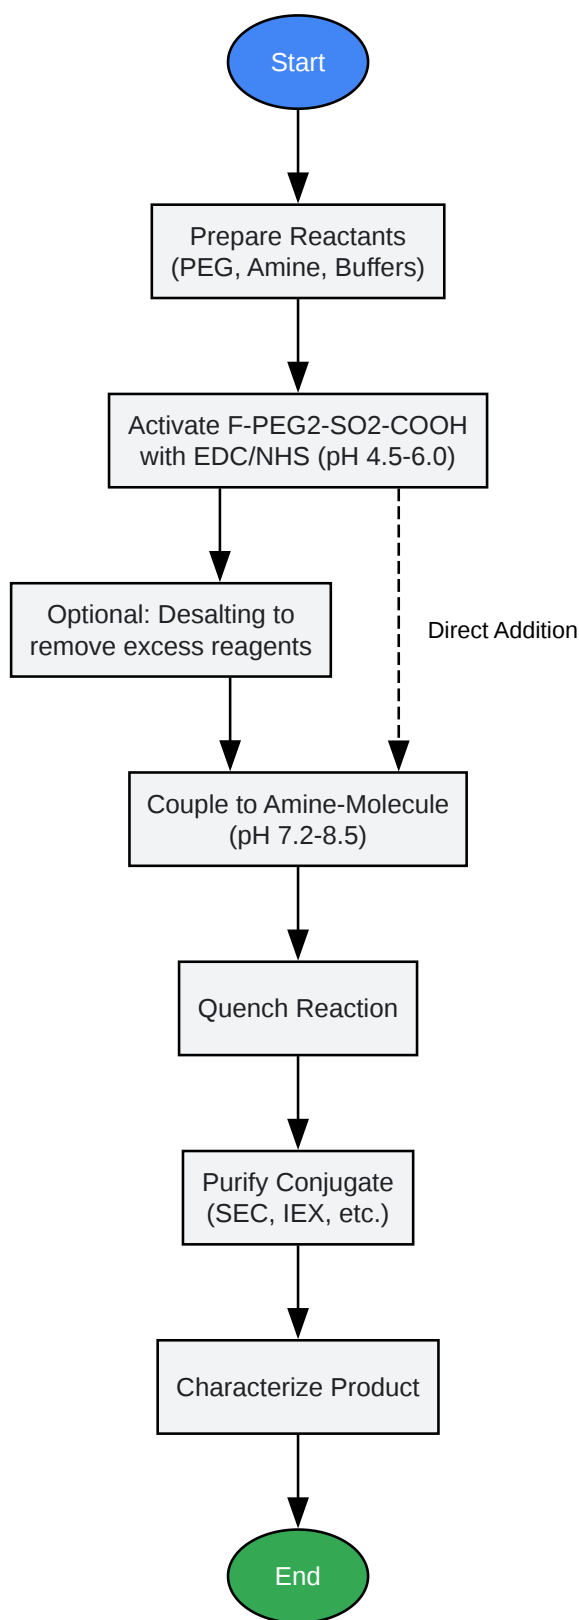 Start
Prepare Reactants
(PEG, Amine, Buffers)
Activate F-PEG2-SO2-COOH
with EDC/NHS (pH 4.5-6.0)
Optional: Desalting to
remove excess reagents
Direct Addition
Couple to Amine-Molecule
(pH 7.2-8.5)
Quench Reaction
Purify Conjugate
(SEC, IEX, etc.)
Characterize Product
End